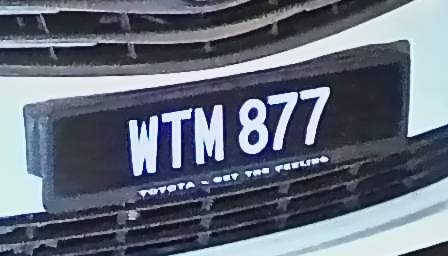 WTM 877
TOYOTA - GET THE FEELING